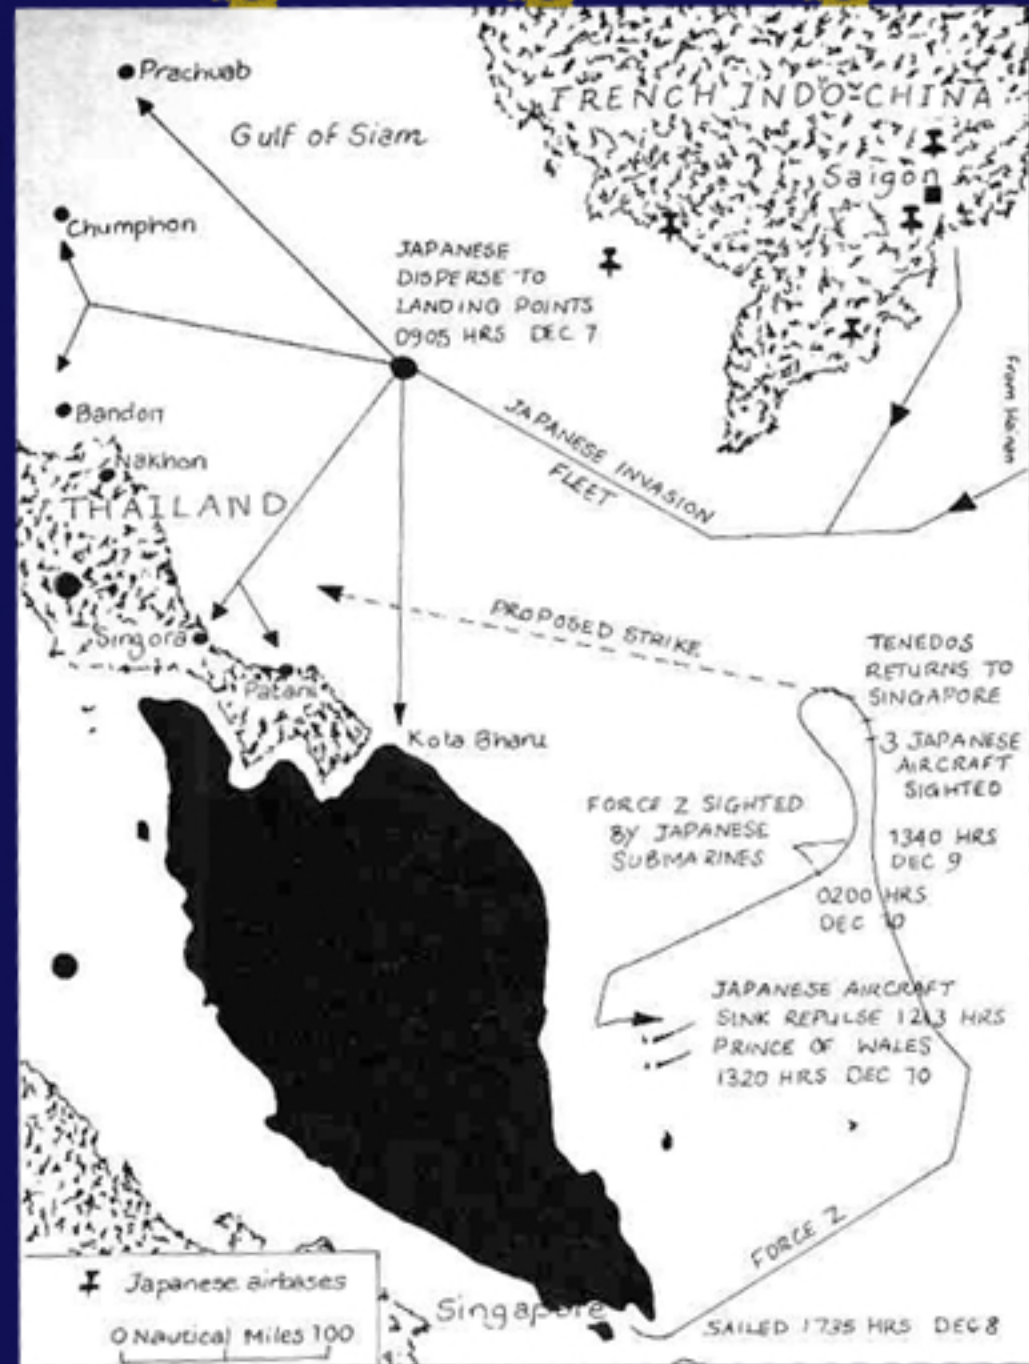 Prachuab
Gulf of Siam
FRENCH INDO-CHINA
Saigon
Chumphon
JAPANESE
DISPERSE TO
LANDING POINTS
0905 HRS DEC 7
from Hainan
Bandon
JAPANESE INVASION
FLEET
Nakhon
THAILAND
PROPOSED STRIKE
Singora
Patani
TENEDOS
RETURNS TO
SINGAPORE
Kota Bharu
3 JAPANESE
AIRCRAFT
SIGHTED
FORCE Z SIGHTED
BY JAPANESE
SUBMARINES
1340 HRS
DEC 9
0200 HRS
DEC 10
JAPANESE AIRCRAFT
SINK REPULSE 1213 HRS
PRINCE OF WALES
1320 HRS DEC 10
FORCE Z
Japanese airbases
Singapore
0 Nautical Miles 100
SAILED 1735 HRS DEC 8